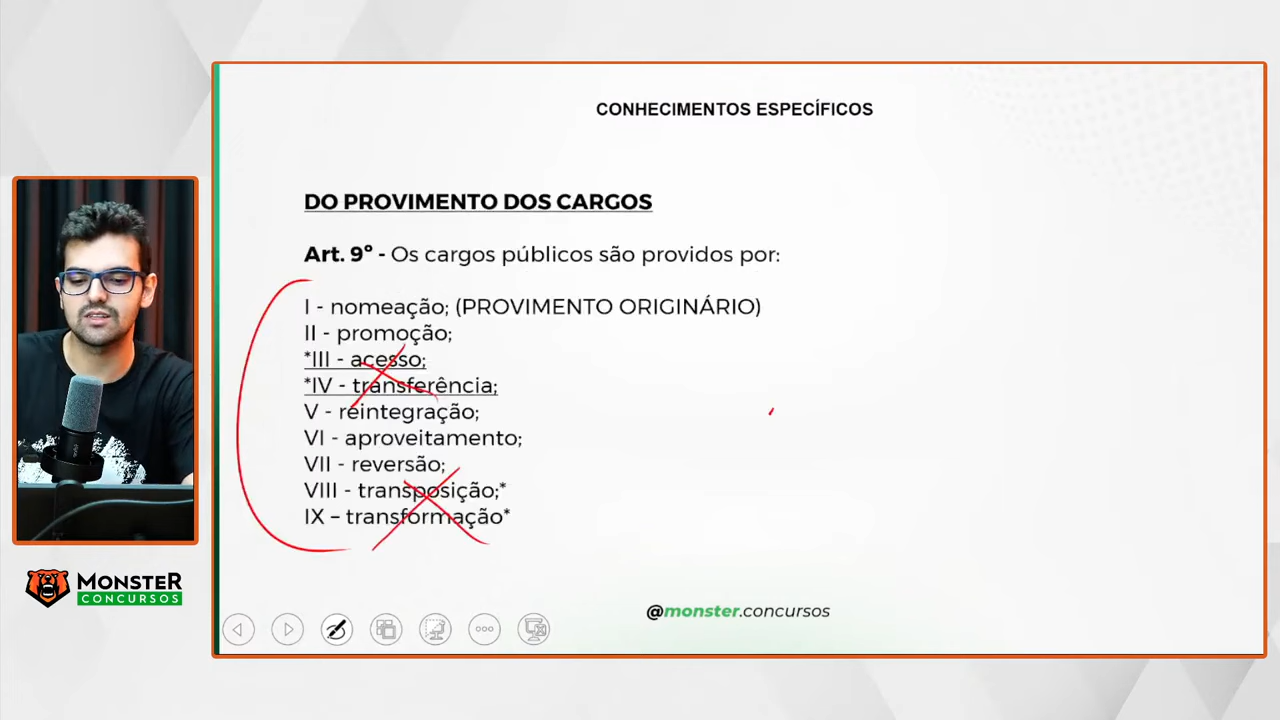 CONHECIMENTOS ESPECÍFICOS
DO PROVIMENTO DOS CARGOS
Art. 9º - Os cargos públicos são providos por:
I - nomeação; (PROVIMENTO ORIGINÁRIO)
II - promoção;
*III - acesso;
*IV - transferência;
V - reintegração;
VI - aproveitamento;
VII - reversão;
VIII - transposição;*
IX – transformação*
MONSTER
CONCURSOS
@monster.concursos